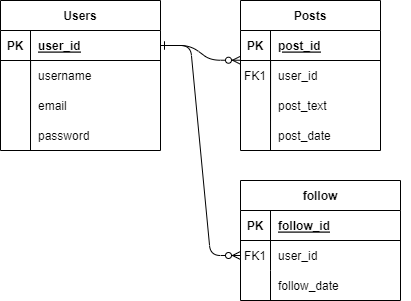 Users
PK user_id
username
email
password
Posts
PK post_id
FK1 user_id
post_text
post_date
follow
PK follow_id
FK1 user_id
follow_date